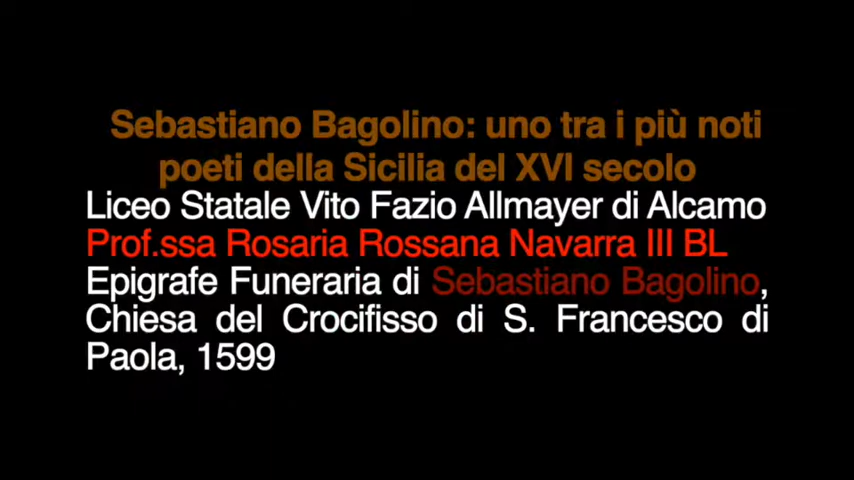 Sebastiano Bagolino: uno tra i più noti
poeti della Sicilia del XVI secolo
Liceo Statale Vito Fazio Allmayer di Alcamo
Prof.ssa Rosaria Rossana Navarra III BL
Epigrafe Funeraria di Sebastiano Bagolino,
Chiesa del Crocifisso di S. Francesco di
Paola, 1599